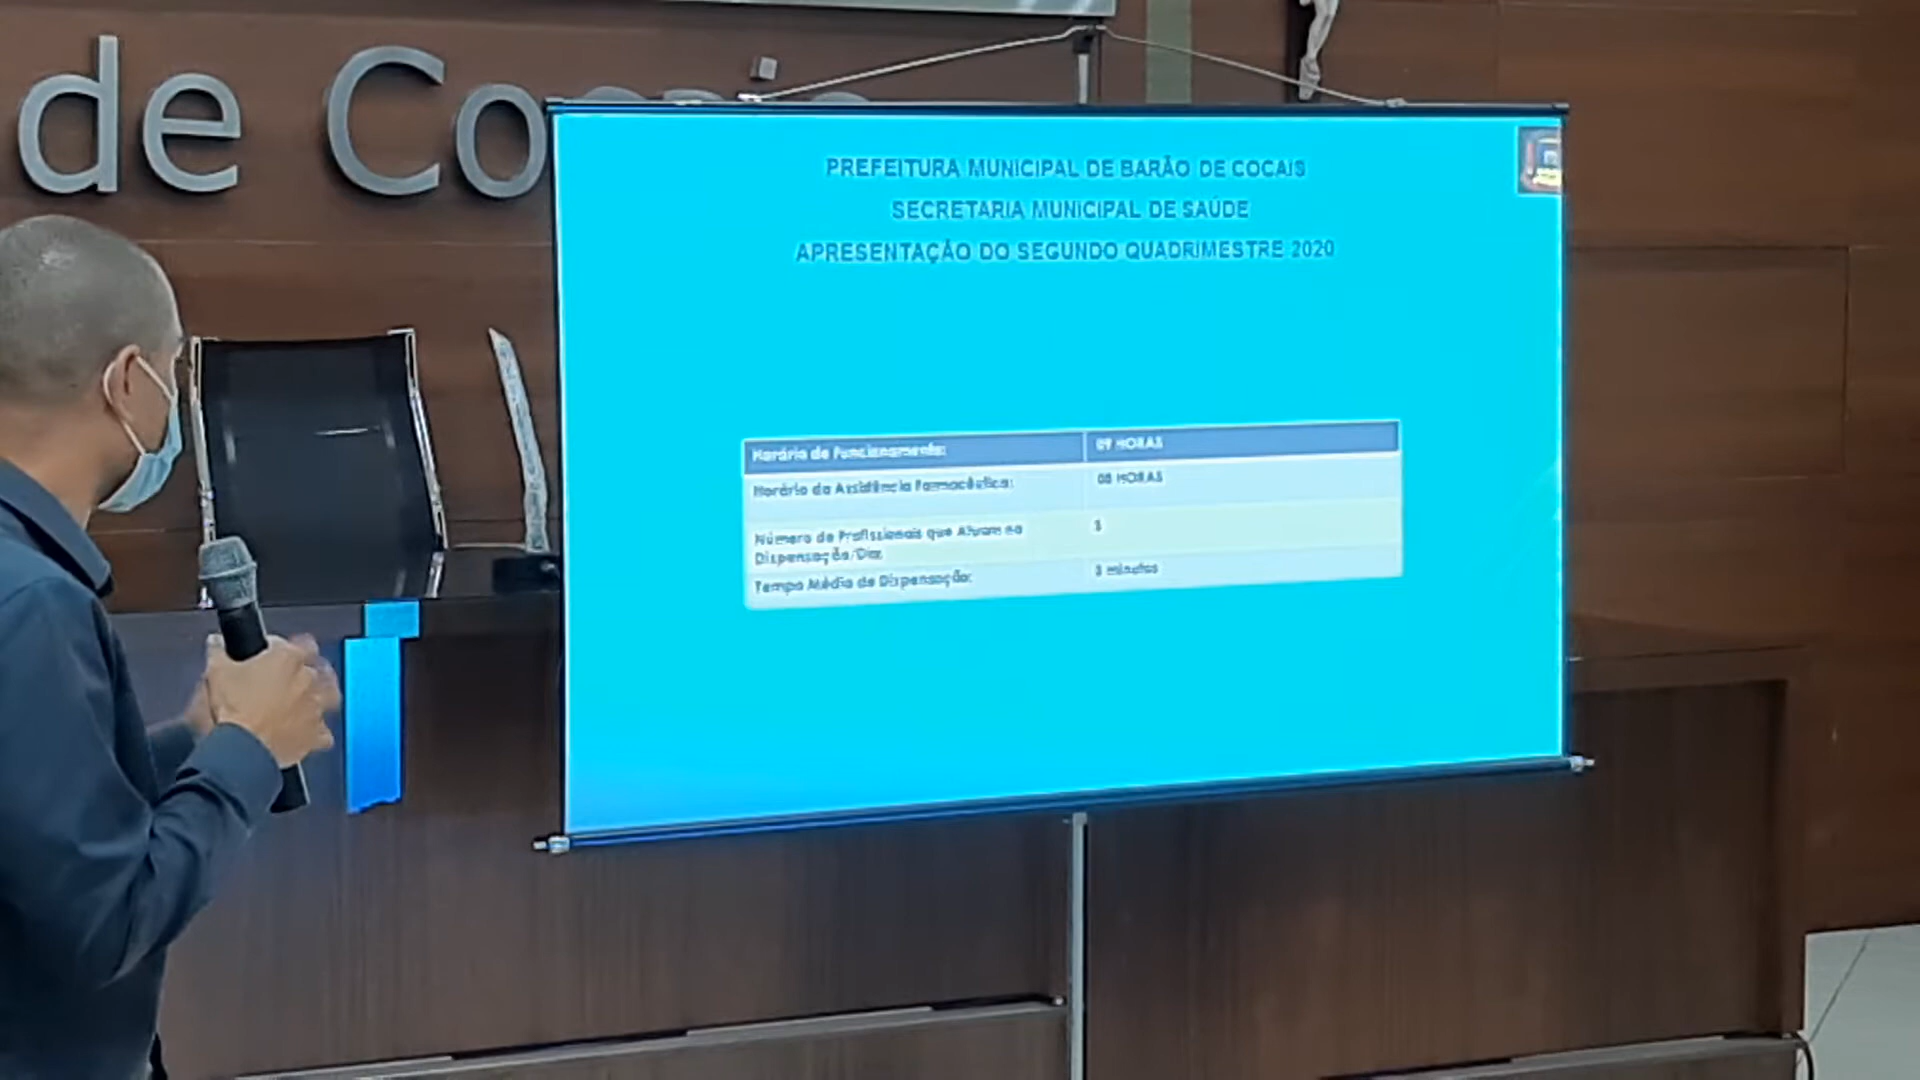 de Co
PREFEITURA MUNICIPAL DE BARÃO DE COCAIS
SECRETARIA MUNICIPAL DE SAÚDE
APRESENTAÇÃO DO SEGUNDO QUADRIMESTRE 2020
Horário de Funcionamento: 09 HORAS
Horário da Assistência Farmacêutica: 08 HORAS
Número de Profissionais que Atuam na
Dispensação/Dia:
Tempo Médio de Dispensação: 3 minutos